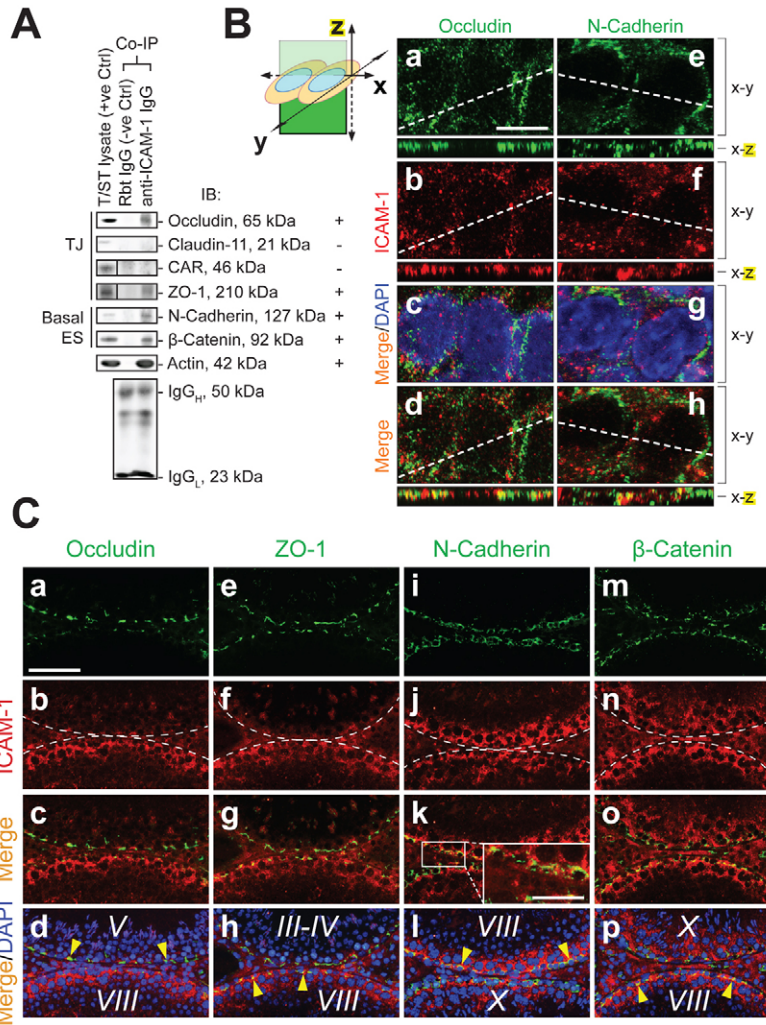 A
Co-IP
T/ST lysate (+ve Ctrl)
Rbt IgG (-ve Ctrl)
anti-ICAM-1 IgG
IB:
TJ
Occludin, 65 kDa +
Claudin-11, 21 kDa -
CAR, 46 kDa -
ZO-1, 210 kDa +
Basal ES
N-Cadherin, 127 kDa +
β-Catenin, 92 kDa +
Actin, 42 kDa +
IgGH, 50 kDa
IgGL, 23 kDa
B
z
x
y
Occludin N-Cadherin
a e x-y
x-z
ICAM-1
b f x-y
x-z
Merge/DAPI
c g x-y
Merge
d h x-y
x-z
C
Occludin ZO-1 N-Cadherin β-Catenin
a e i m
ICAM-1
b f j n
Merge
c g k o
Merge/DAPI
d V h III-IV l VIII p X
VIII VIII X VIII